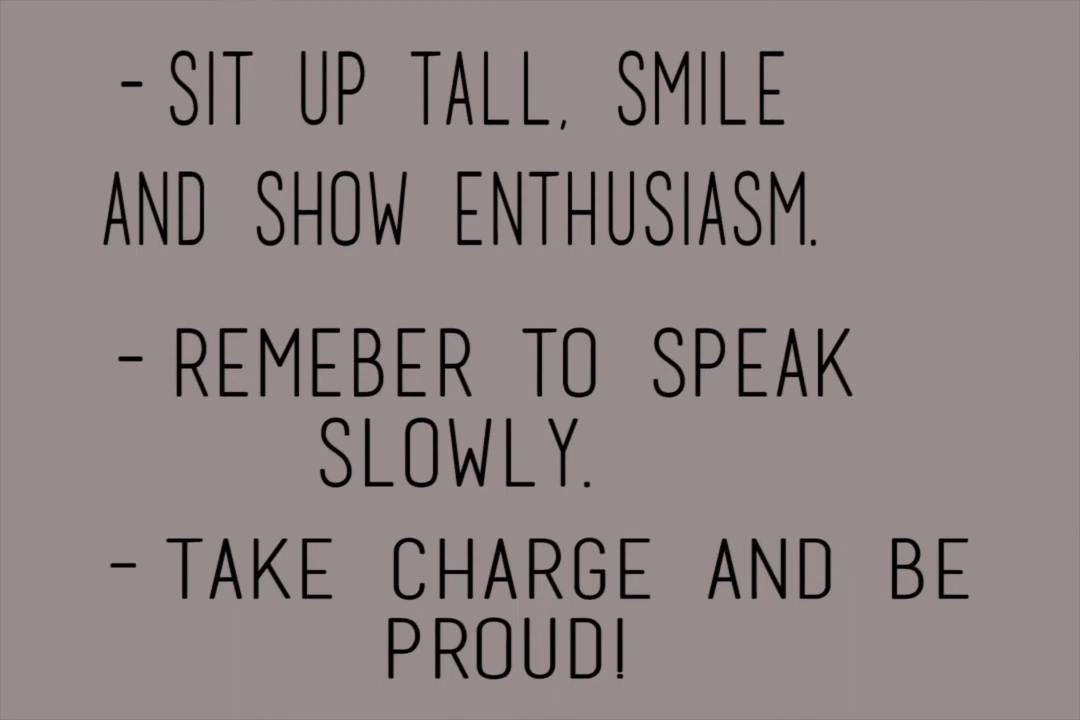 - SIT UP TALL, SMILE
AND SHOW ENTHUSIASM.
- REMEBER TO SPEAK
SLOWLY.
- TAKE CHARGE AND BE
PROUD!